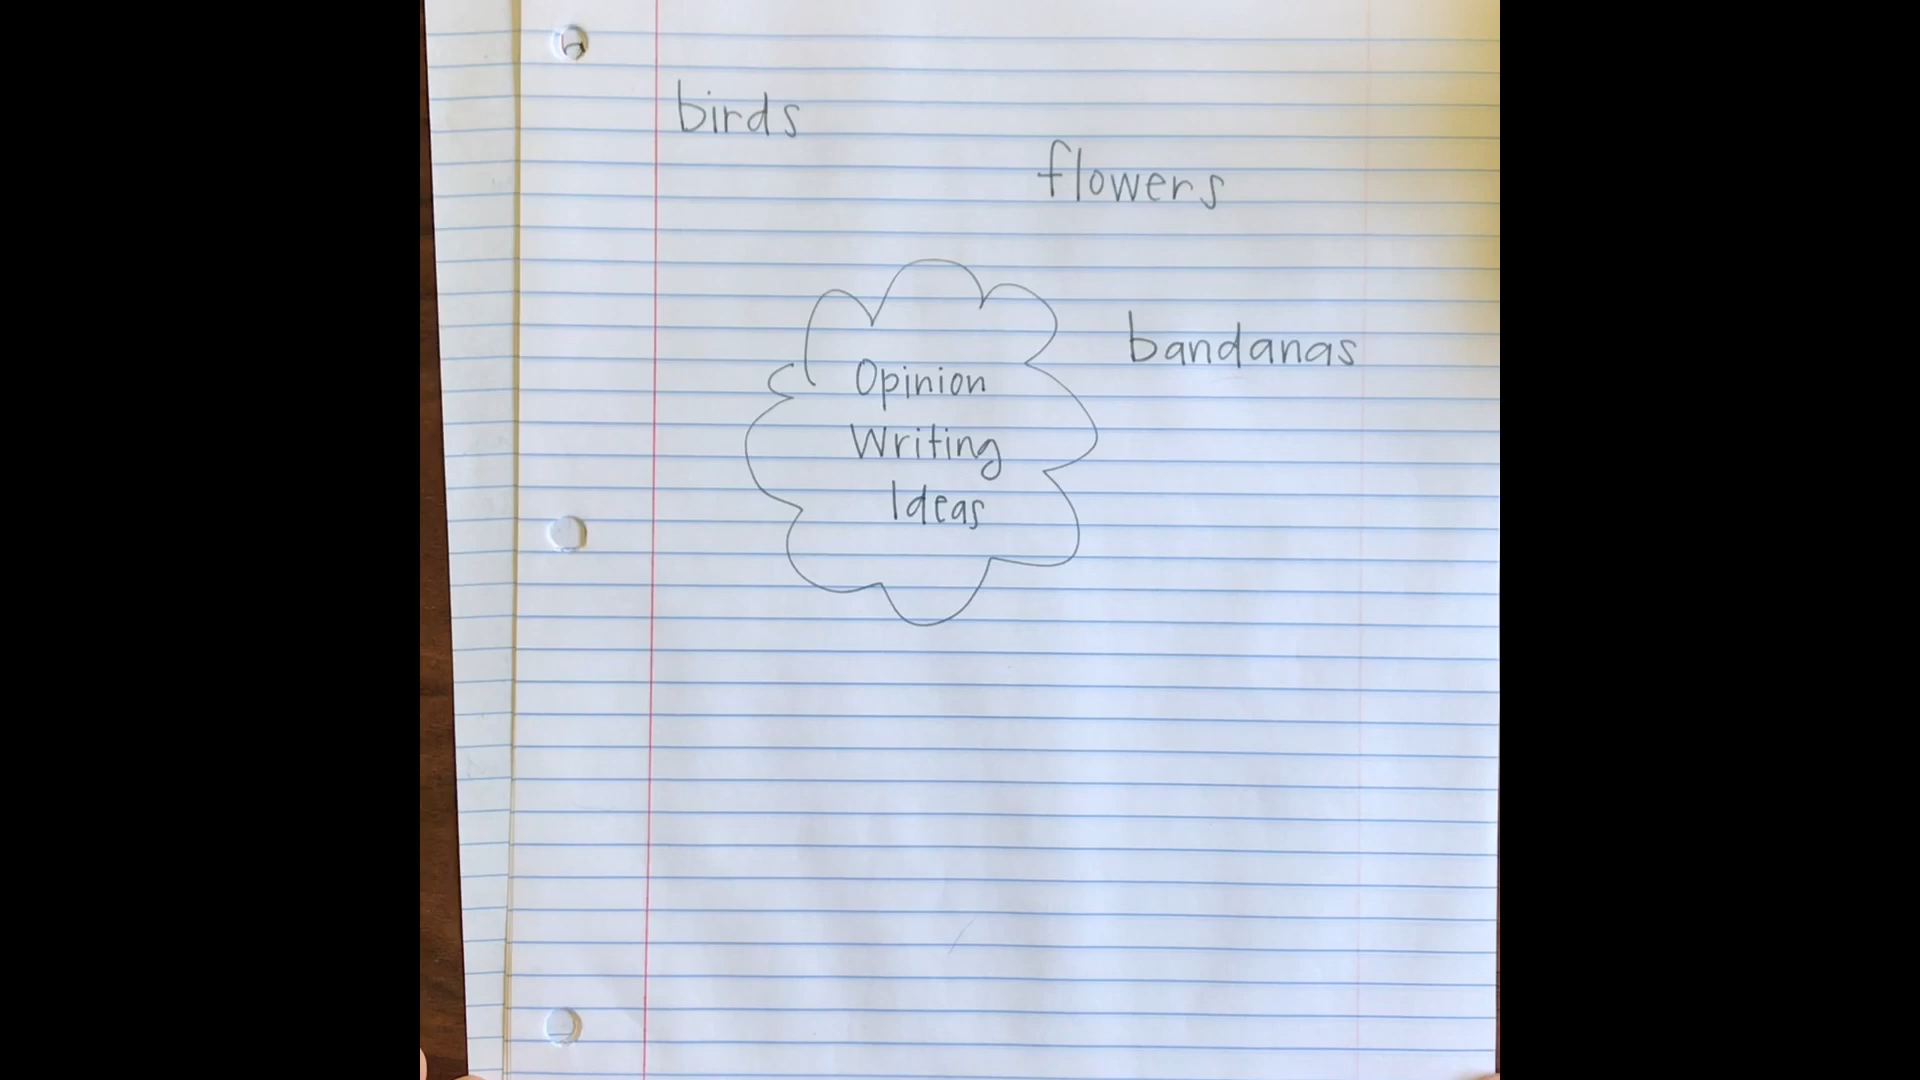 birds
flowers
bandanas
Opinion
Writing
Ideas